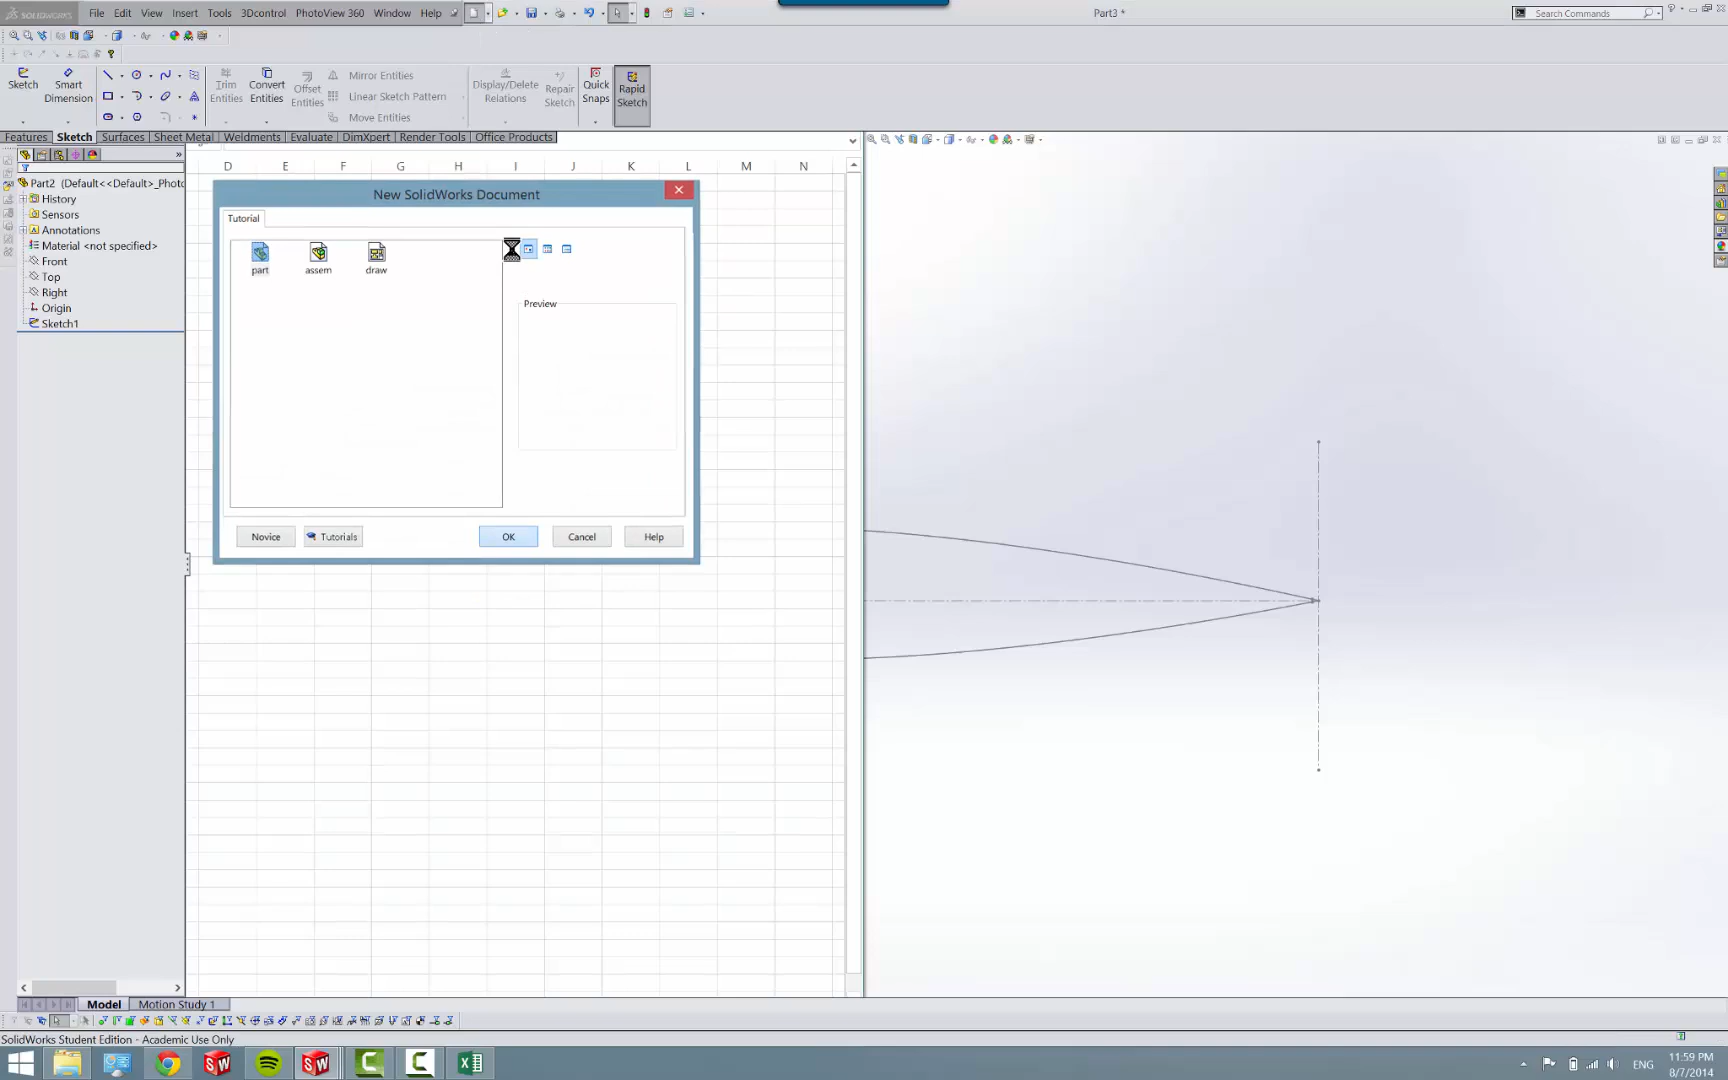 SOLIDWORKS File Edit View Insert Tools 3Dcontrol PhotoView 360 Window Help Part3 * Search Commands
Sketch Smart Dimension Trim Entities Convert Entities Offset Entities Mirror Entities Display/Delete Relations Repair Sketch Quick Snaps Rapid Sketch
Linear Sketch Pattern
Move Entities
Features Sketch Surfaces Sheet Metal Weldments Evaluate DimXpert Render Tools Office Products
D E F G H I J K L M N
Part2 (Default<<Default>_Photo
History
Sensors
Annotations
Material <not specified>
Front
Top
Right
Origin
Sketch1
New SolidWorks Document
Tutorial
part assem draw
Preview
Novice Tutorials OK Cancel Help
Model Motion Study 1
SolidWorks Student Edition - Academic Use Only
ENG 11:59 PM
8/7/2014